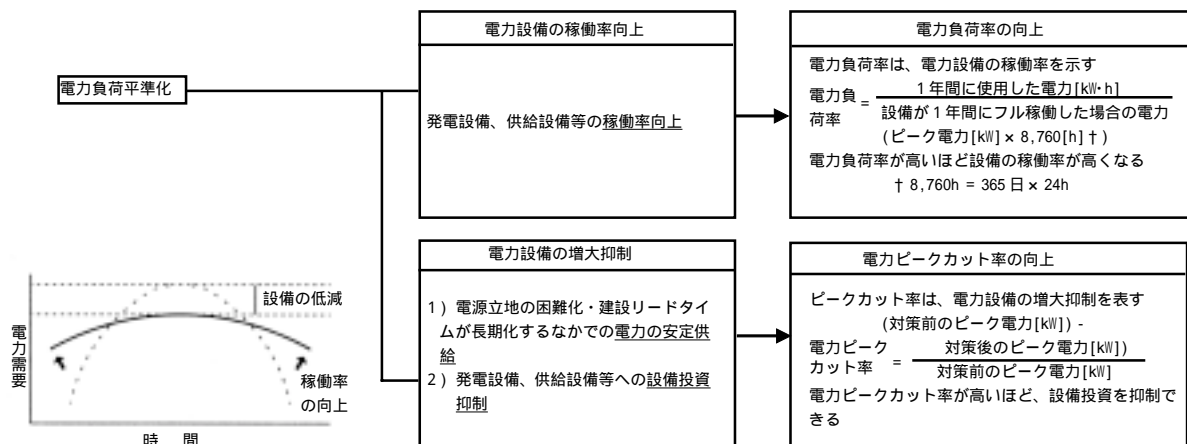 電力負荷平準化
電力設備の稼働率向上
発電設備、供給設備等の稼働率向上
電力負荷率の向上
電力負荷率は、電力設備の稼働率を示す
電力負
荷率
=
1年間に使用した電力[kW・h]
設備が1年間にフル稼働した場合の電力
(ピーク電力[kW]×8,760[h]†)
電力負荷率が高いほど設備の稼働率が高くなる
†8,760h = 365日×24h
電力設備の増大抑制
1）電源立地の困難化・建設リードタイ
ムが長期化するなかでの電力の安定供
給
2）発電設備、供給設備等への設備投資
抑制
電力ピークカット率の向上
ピークカット率は、電力設備の増大抑制を表す
(対策前のピーク電力[kW]) -
電力ピーク
カット率
=
対策後のピーク電力[kW])
対策前のピーク電力[kW]
電力ピークカット率が高いほど、設備投資を抑制で
きる
電力需要
設備の低減
稼働率
の向上
時 間